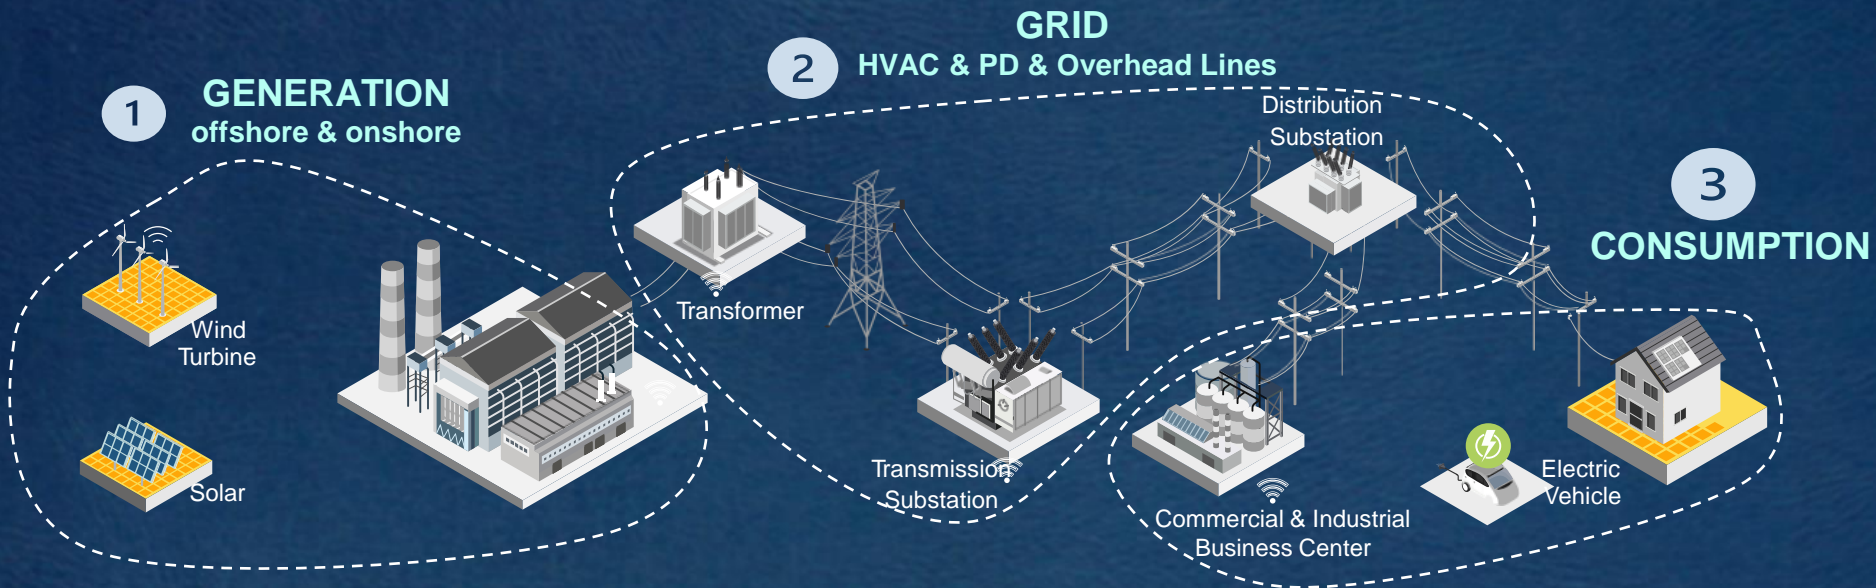 1
GENERATION
offshore & onshore
Wind
Turbine
Solar
2
GRID
HVAC & PD & Overhead Lines
Transformer
Transmission
Substation
Distribution
Substation
3
CONSUMPTION
Commercial & Industrial
Business Center
Electric
Vehicle